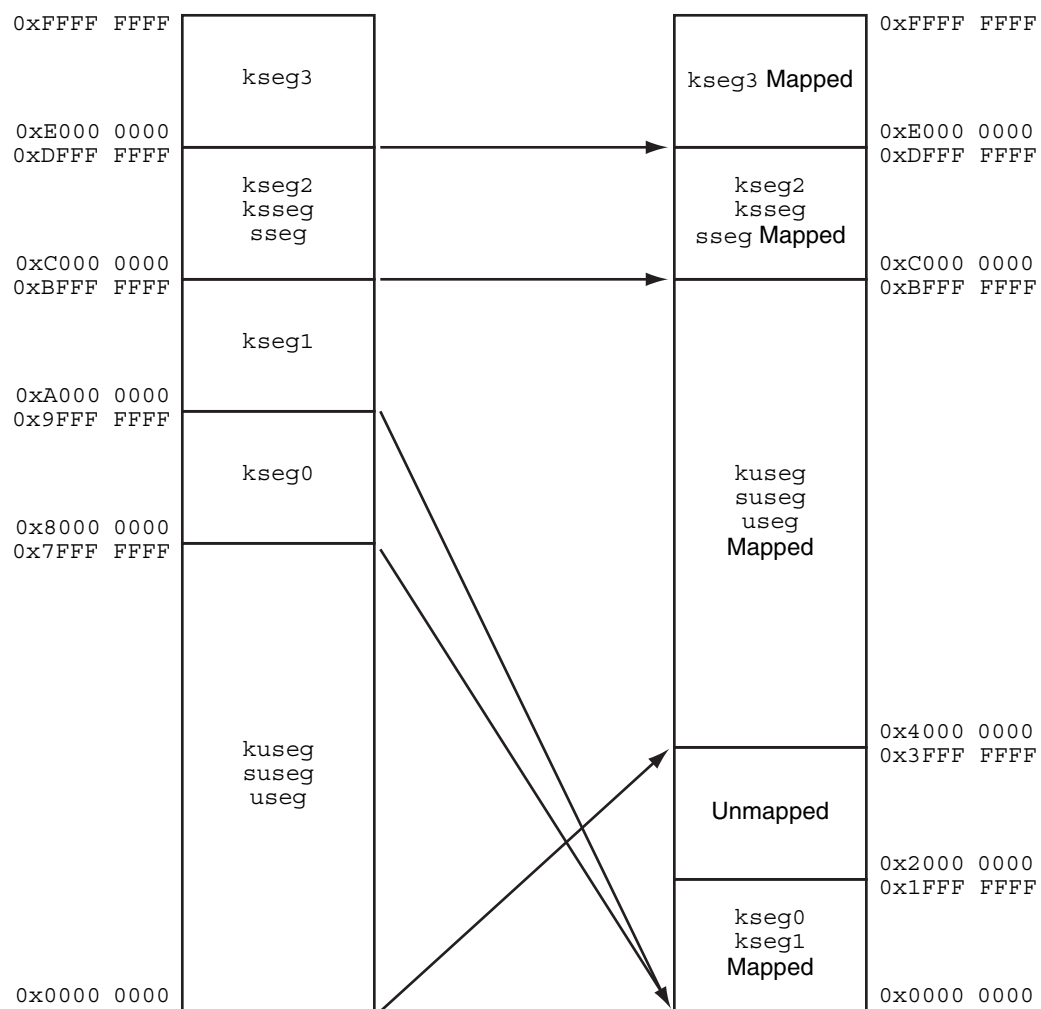 0xFFFF FFFF
kseg3
0xE000 0000
0xDFFF FFFF
kseg2
ksseg
sseg
0xC000 0000
0xBFFF FFFF
kseg1
0xA000 0000
0x9FFF FFFF
kseg0
0x8000 0000
0x7FFF FFFF
kuseg
suseg
useg
0x0000 0000
0xFFFF FFFF
kseg3 Mapped
0xE000 0000
0xDFFF FFFF
kseg2
ksseg
sseg Mapped
0xC000 0000
0xBFFF FFFF
kuseg
suseg
useg
Mapped
0x4000 0000
0x3FFF FFFF
Unmapped
0x2000 0000
0x1FFF FFFF
kseg0
kseg1
Mapped
0x0000 0000